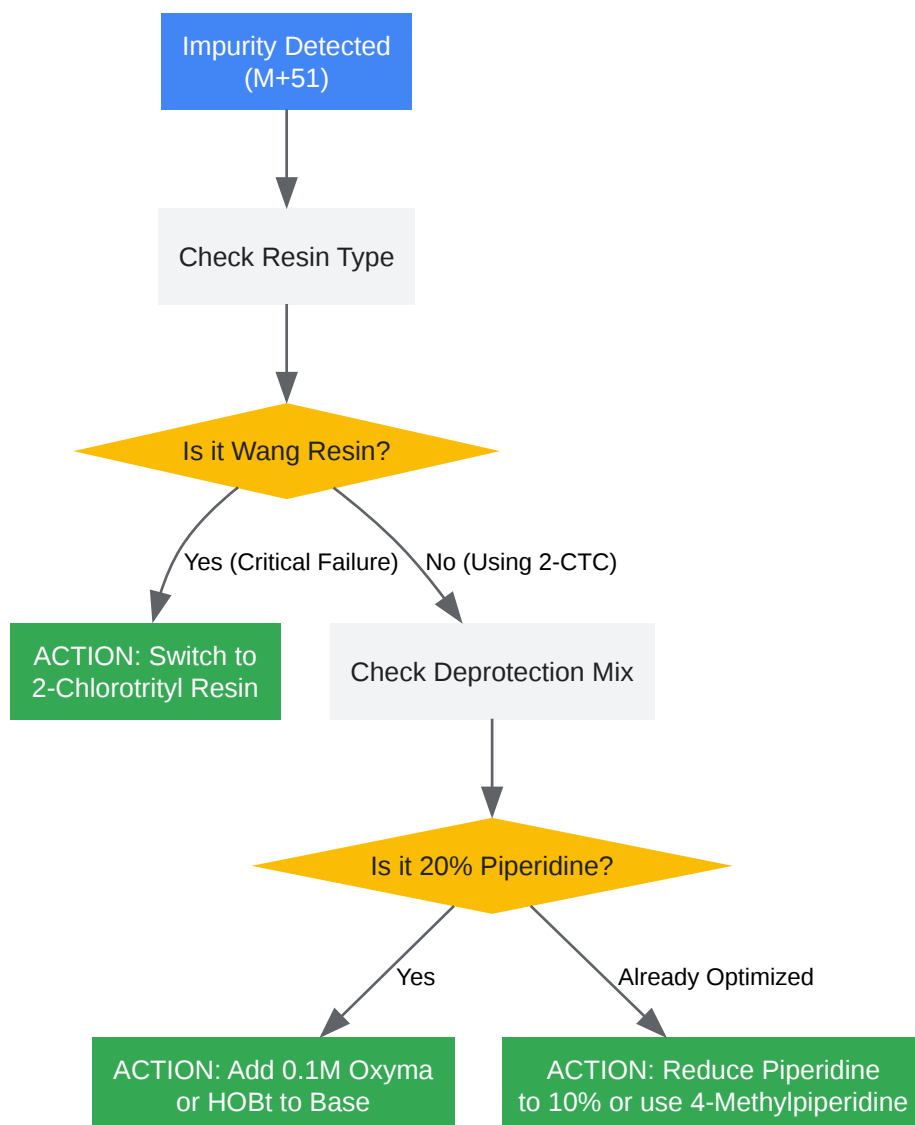 Impurity Detected
(M+51)
Check Resin Type
Is it Wang Resin?
Yes (Critical Failure)
No (Using 2-CTC)
ACTION: Switch to
2-Chlorotrityl Resin
Check Deprotection Mix
Is it 20% Piperidine?
Yes
Already Optimized
ACTION: Add 0.1M Oxyma
or HOBt to Base
ACTION: Reduce Piperidine
to 10% or use 4-Methylpiperidine